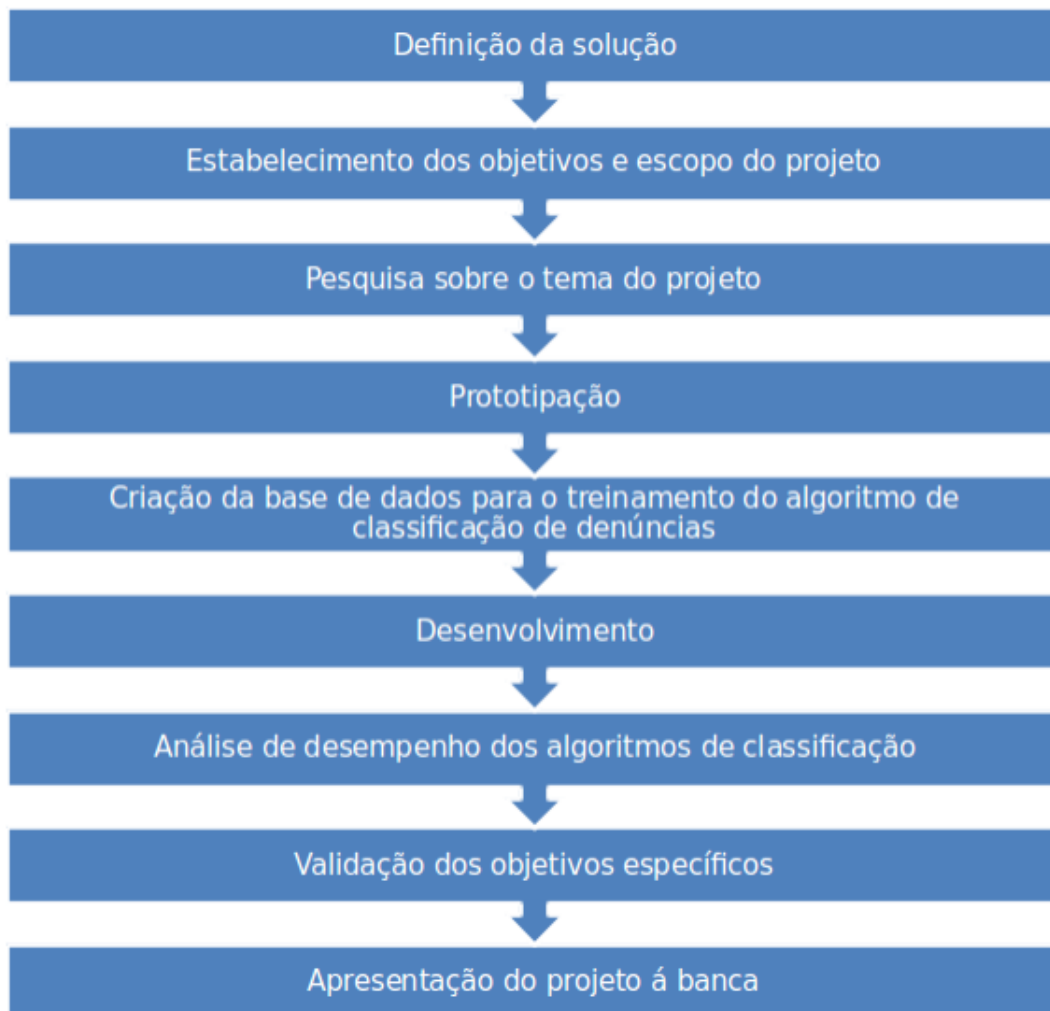 Definição da solução
Estabelecimento dos objetivos e escopo do projeto
Pesquisa sobre o tema do projeto
Prototipação
Criação da base de dados para o treinamento do algoritmo de
classificação de denúncias
Desenvolvimento
Análise de desempenho dos algoritmos de classificação
Validação dos objetivos específicos
Apresentação do projeto á banca